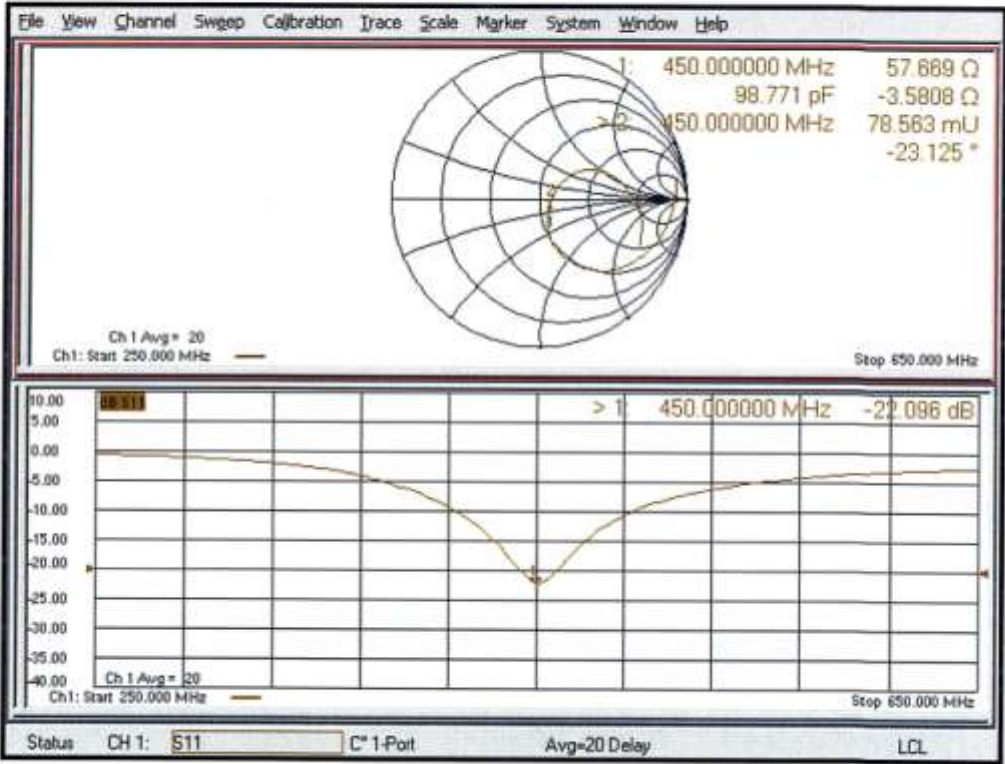 File View Channel Sweep Calibration Trace Scale Marker System Window Help
1: 450.000000 MHz 57.669 Ω
98.771 pF -3.5808 Ω
> 2: 450.000000 MHz 78.563 mU
-23.125 °
Ch 1 Avg = 20
Ch1: Start 250.000 MHz
Stop 650.000 MHz
10.00
dB S11
> 1: 450.000000 MHz -22.096 dB
5.00
0.00
-5.00
-10.00
-15.00
-20.00
1
-25.00
-30.00
-35.00
-40.00
Ch 1 Avg = 20
Ch1: Start 250.000 MHz
Stop 650.000 MHz
Status CH 1: S11 C* 1-Port Avg=20 Delay LCL